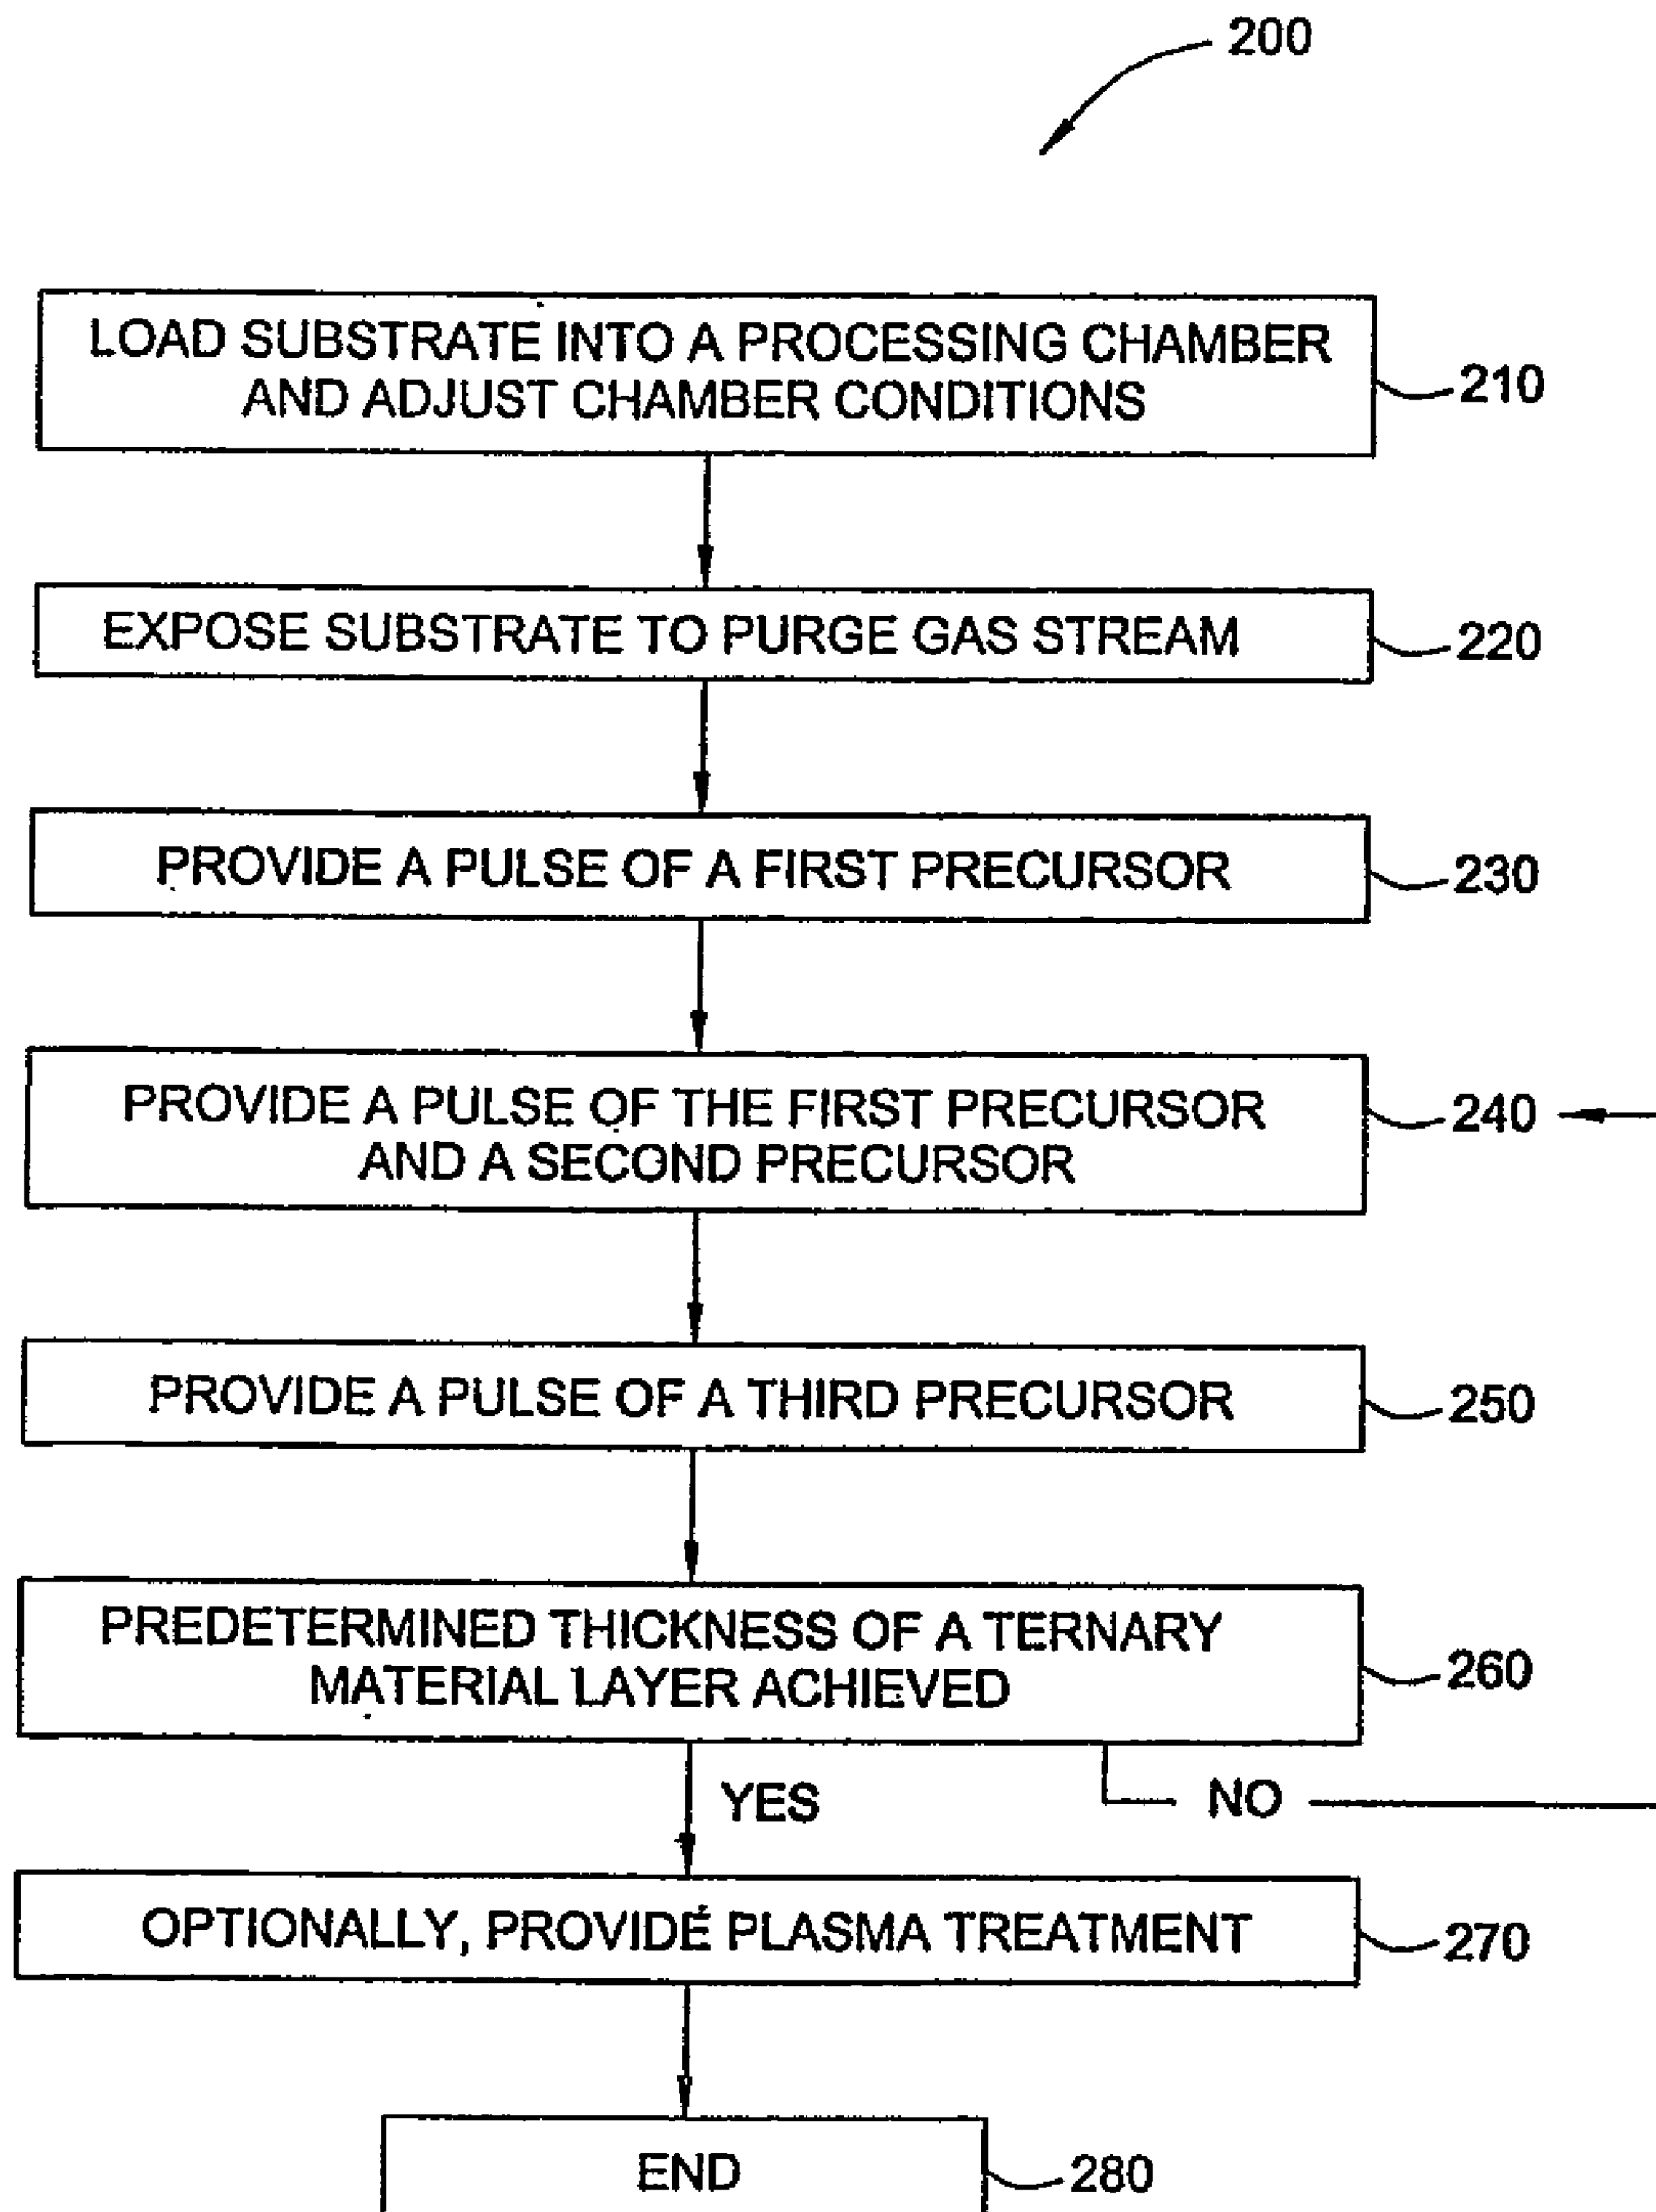 200
LOAD SUBSTRATE INTO A PROCESSING CHAMBER
AND ADJUST CHAMBER CONDITIONS
210
EXPOSE SUBSTRATE TO PURGE GAS STREAM
220
PROVIDE A PULSE OF A FIRST PRECURSOR
230
PROVIDE A PULSE OF THE FIRST PRECURSOR
AND A SECOND PRECURSOR
240
PROVIDE A PULSE OF A THIRD PRECURSOR
250
PREDETERMINED THICKNESS OF A TERNARY
MATERIAL LAYER ACHIEVED
260
YES
NO
OPTIONALLY, PROVIDE PLASMA TREATMENT
270
END
280